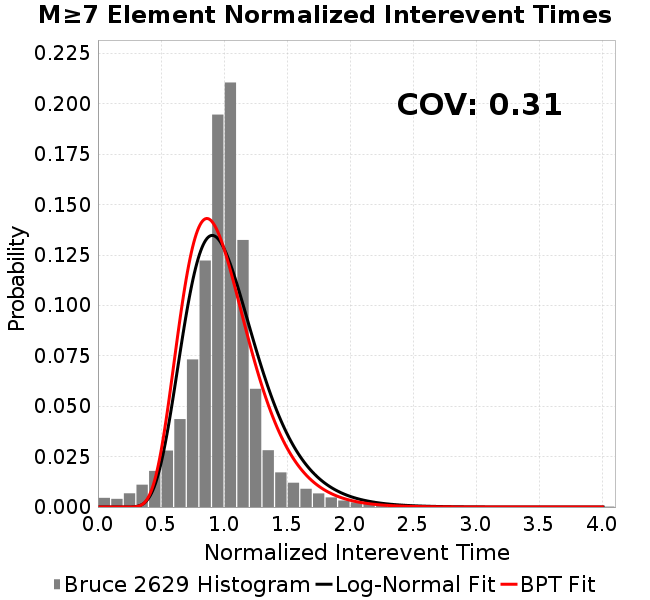 M≥7 Element Normalized Interevent Times
COV: 0.31
Probability
0.225
0.200
0.175
0.150
0.125
0.100
0.075
0.050
0.025
0.000
0.0 0.5 1.0 1.5 2.0 2.5 3.0 3.5 4.0
Normalized Interevent Time
Bruce 2629 Histogram Log-Normal Fit BPT Fit